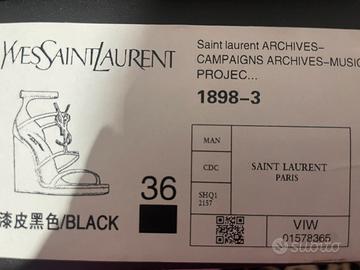 YVESSAINTLAURENT
Saint laurent ARCHIVES-
CAMPAIGNS ARCHIVES-MUSIC
PROJEC...
1898-3
36
漆皮黑色/BLACK
MAN
CDC
SHQ1
2157
SAINT LAURENT
PARIS
VIW
01578365
subito